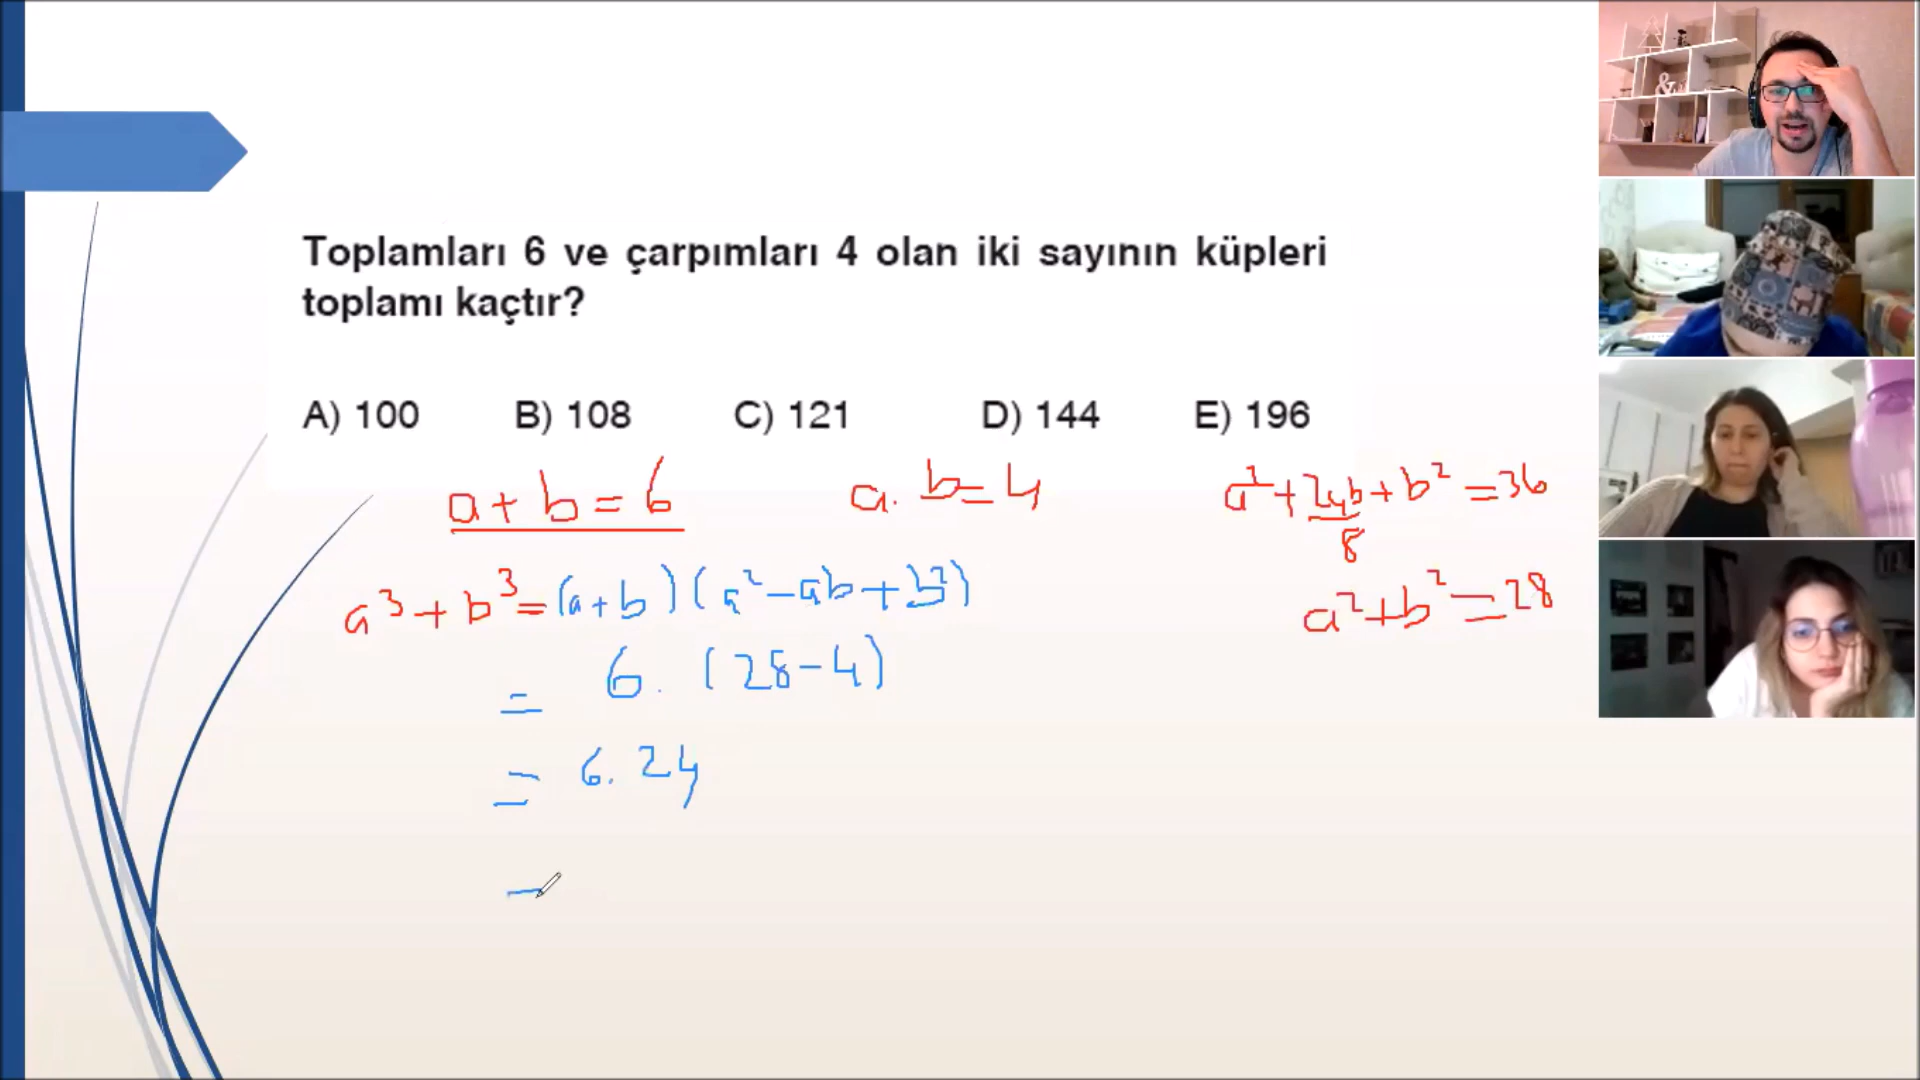 Toplamları 6 ve çarpımları 4 olan iki sayının küpleri
toplamı kaçtır?
A) 100 B) 108 C) 121 D) 144 E) 196
a + b = 6 a. b = 4 a² + 2ab + b² = 36
8
a³ + b³ = (a + b) (a² - ab + b²) a² + b² = 28
= 6. (28 - 4)
= 6. 24
&